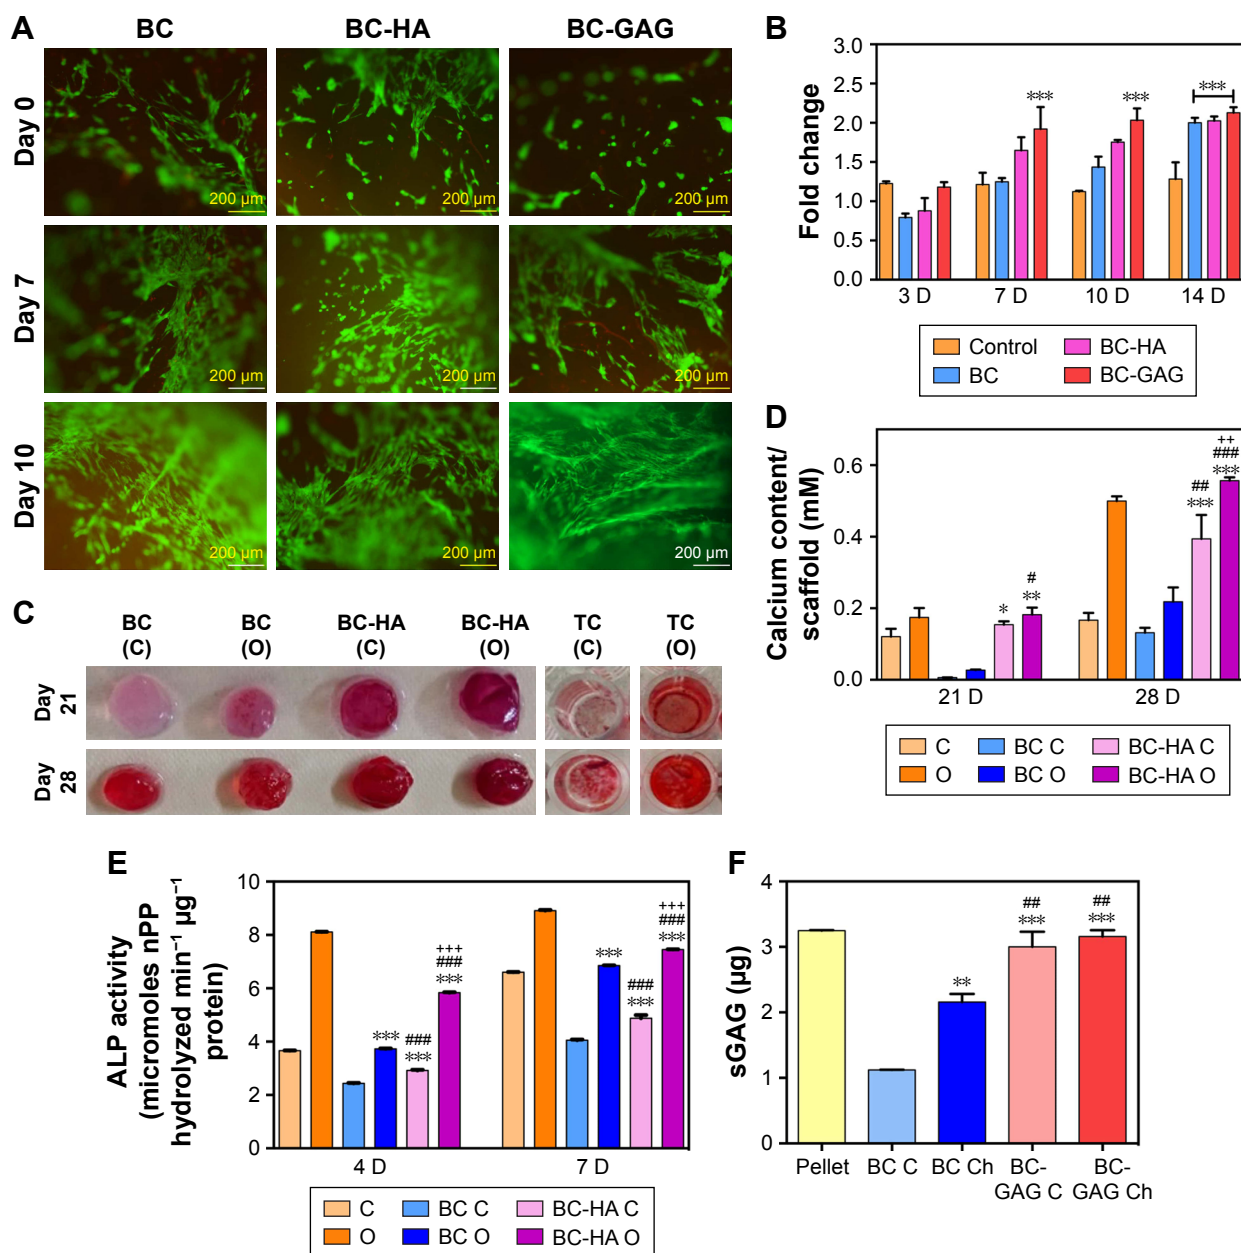 A
BC
BC-HA
BC-GAG
Day 0
200 µm
200 µm
200 µm
Day 7
200 µm
200 µm
200 µm
Day 10
200 µm
200 µm
200 µm
B
Fold change
3.0
2.5
2.0
1.5
1.0
0.5
0.0
***
***
***
3 D
7 D
10 D
14 D
Control
BC-HA
BC
BC-GAG
C
BC (C)
BC (O)
BC-HA (C)
BC-HA (O)
TC (C)
TC (O)
Day 21
Day 28
D
Calcium content/
scaffold (mM)
0.6
0.4
0.2
0.0
*
#
**
##
***
++
###
***
21 D
28 D
C
BC C
BC-HA C
O
BC O
BC-HA O
E
ALP activity
(micromoles nPP
hydrolyzed min⁻¹ µg⁻¹
protein)
10
8
6
4
2
0
***
###
***
+++
###
***
***
###
***
+++
###
***
4 D
7 D
C
BC C
BC-HA C
O
BC O
BC-HA O
F
sGAG (µg)
4
3
2
1
0
**
##
***
##
***
Pellet
BC C
BC Ch
BC-
GAG C
BC-
GAG Ch